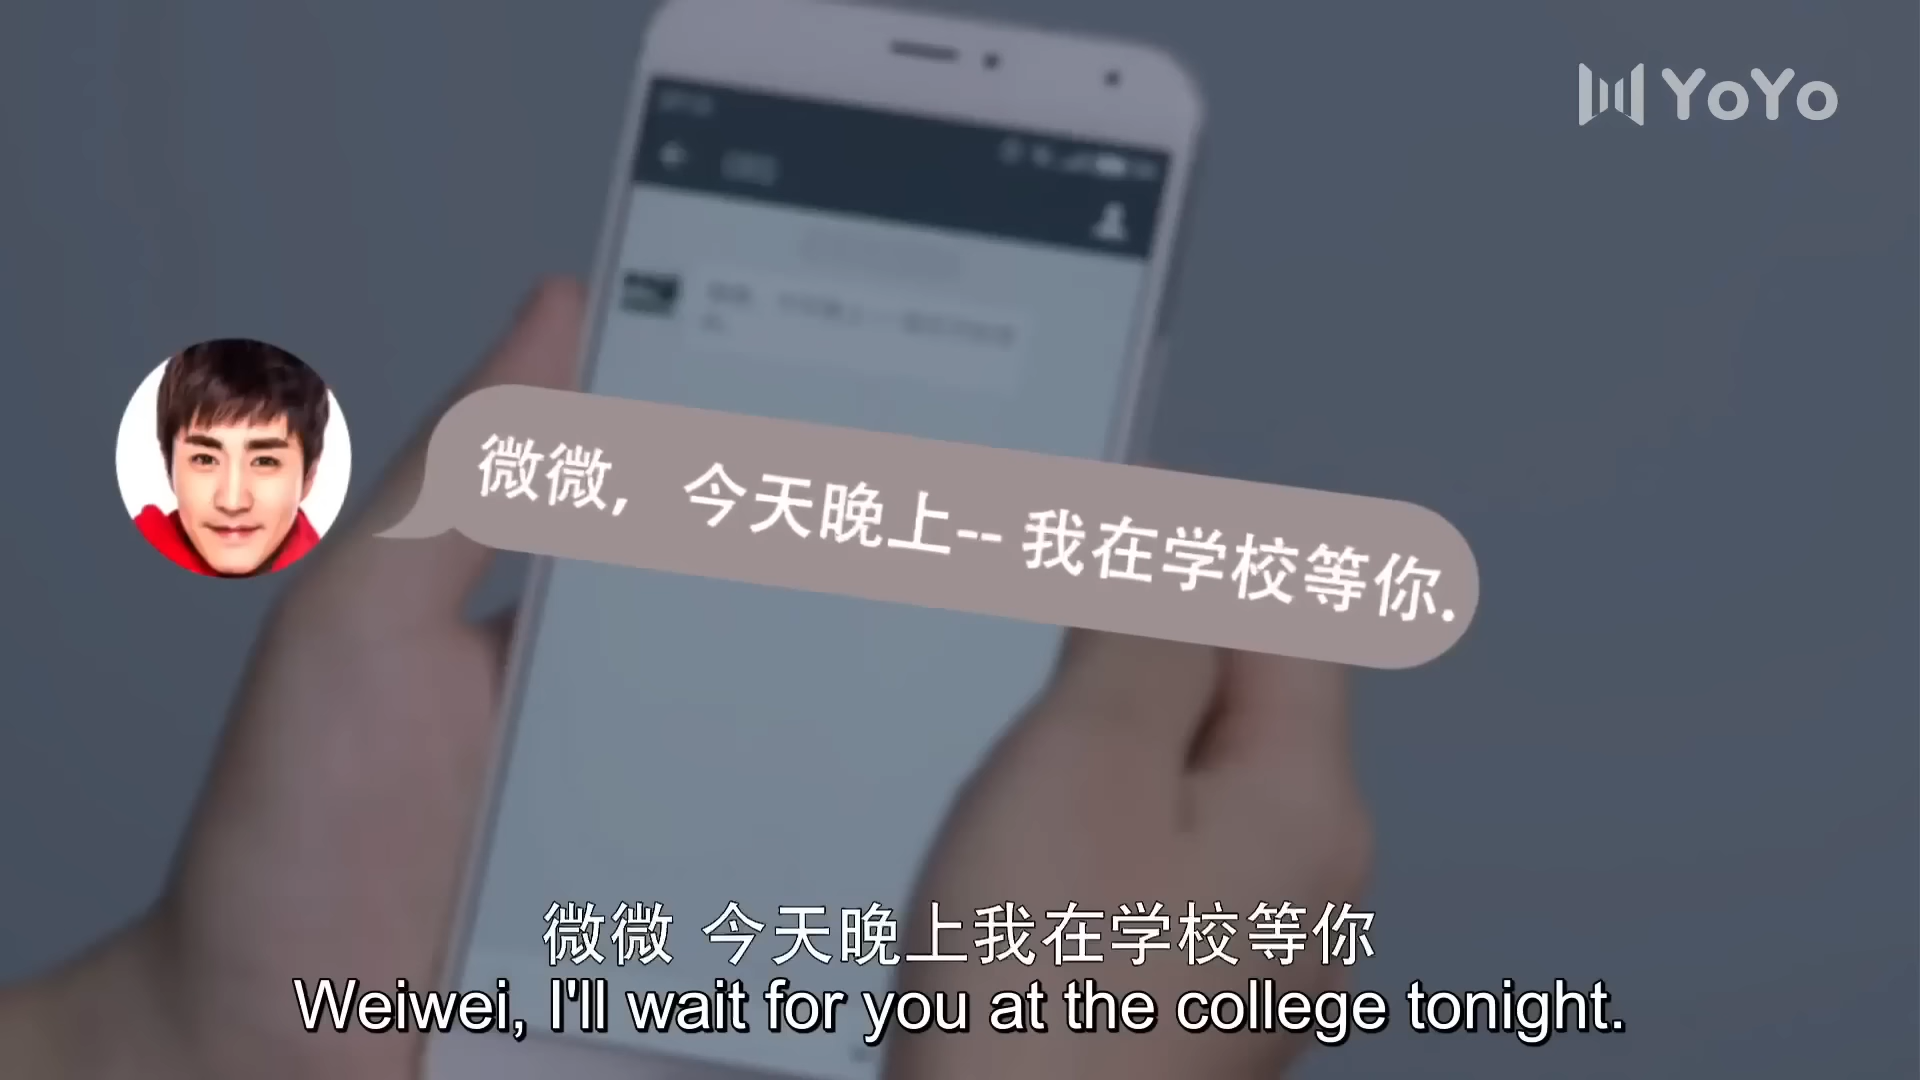 YoYo
微微, 今天晚上-- 我在学校等你.
微微 今天晚上我在学校等你
Weiwei, I'll wait for you at the college tonight.